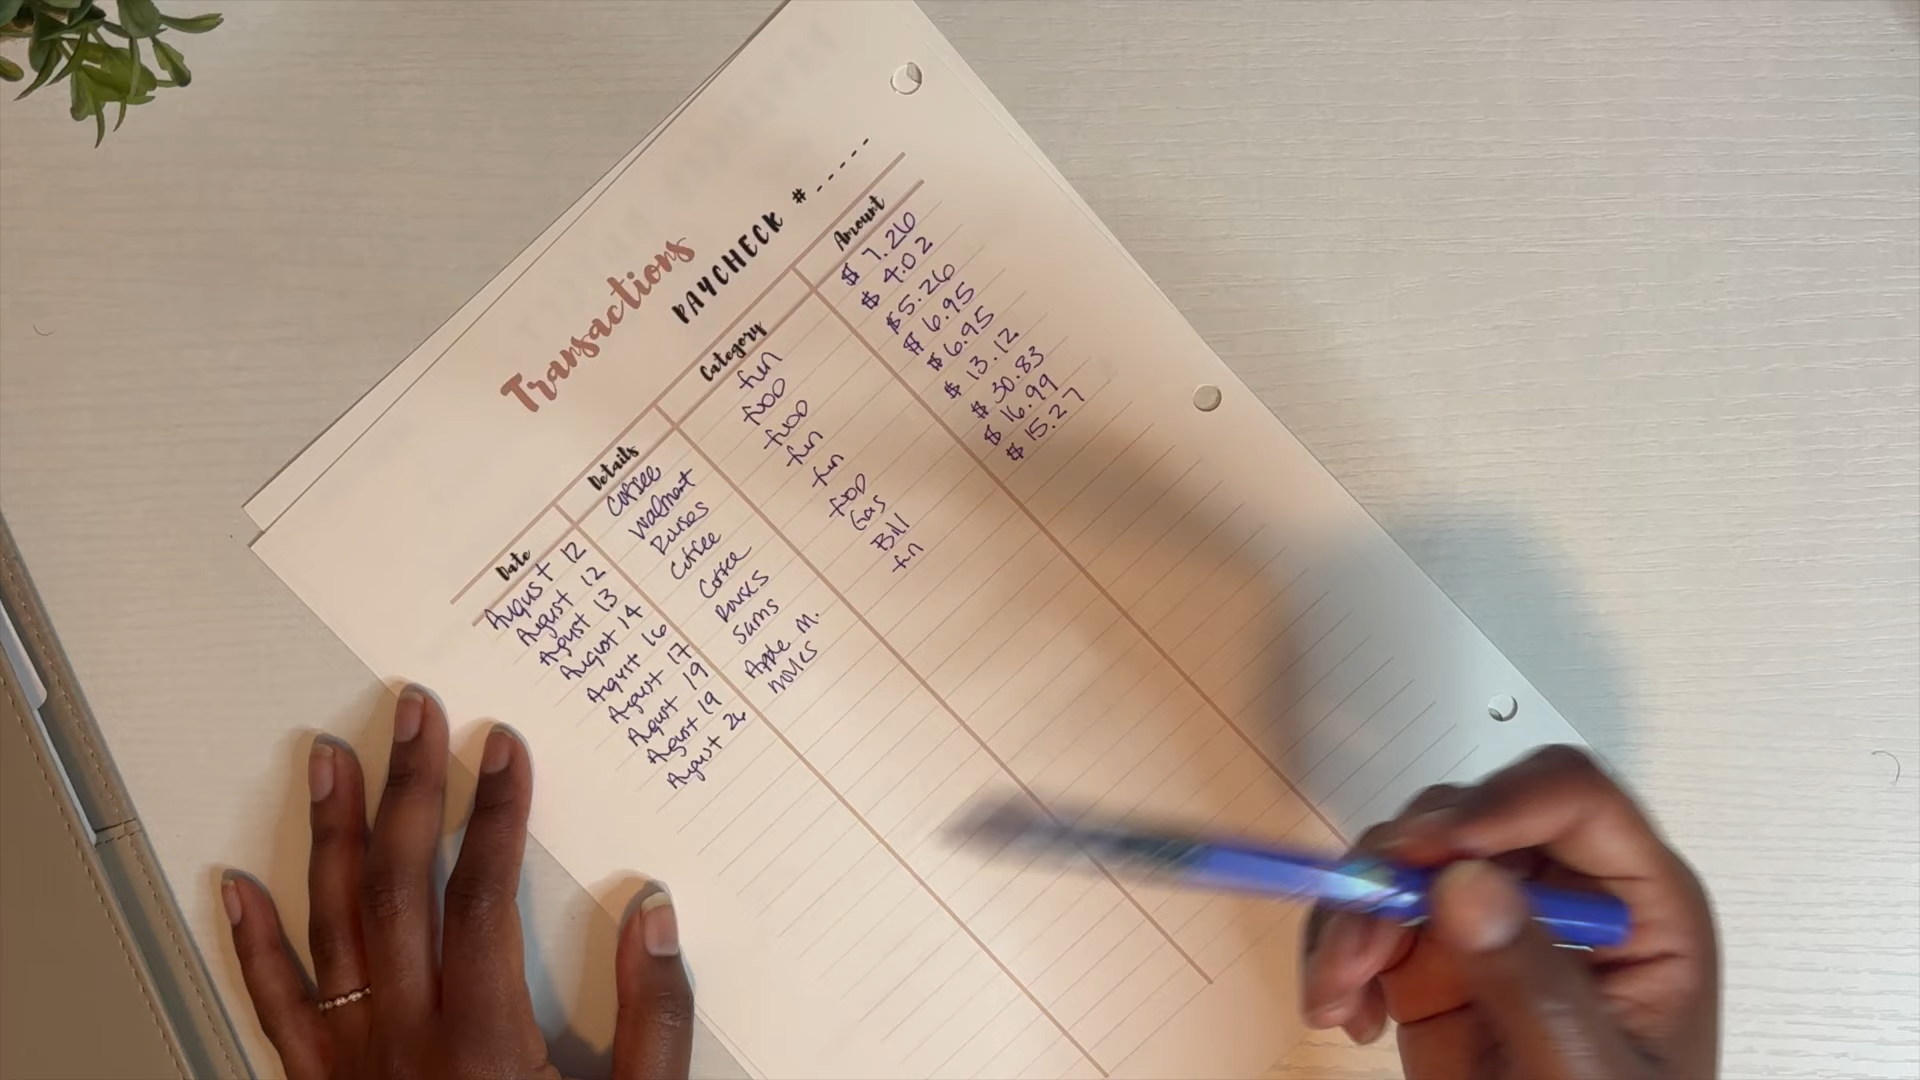 Transactions
PAYCHECK # -----
Date Details Category Amount
August 12 Coffee fun $ 7.26
August 12 Walmart food $ 4.02
August 13 Rouses food $5.26
August 14 Coffee fun $ 6.95
August 16 Coffee fun $ 6.95
August 17 Rouses food $ 13.12
August 19 Sams Gas $ 30.83
August 19 Apple M. Bill $ 16.99
August 26 movies fun $ 15.27